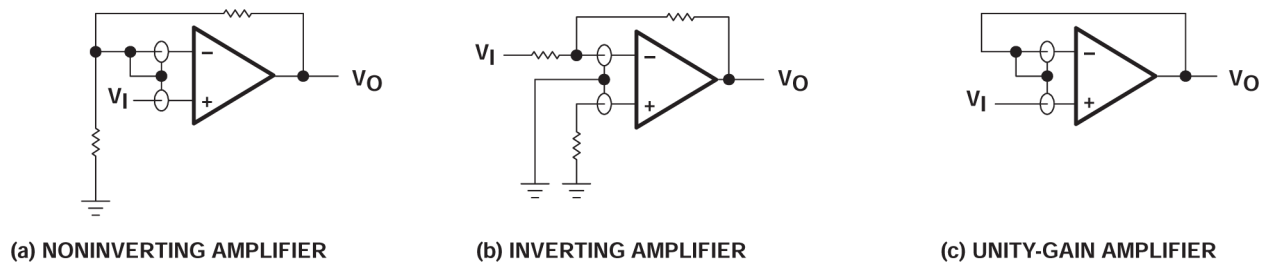 VI
−
+
VO
(a) NONINVERTING AMPLIFIER
VI
−
+
VO
(b) INVERTING AMPLIFIER
VI
−
+
VO
(c) UNITY-GAIN AMPLIFIER